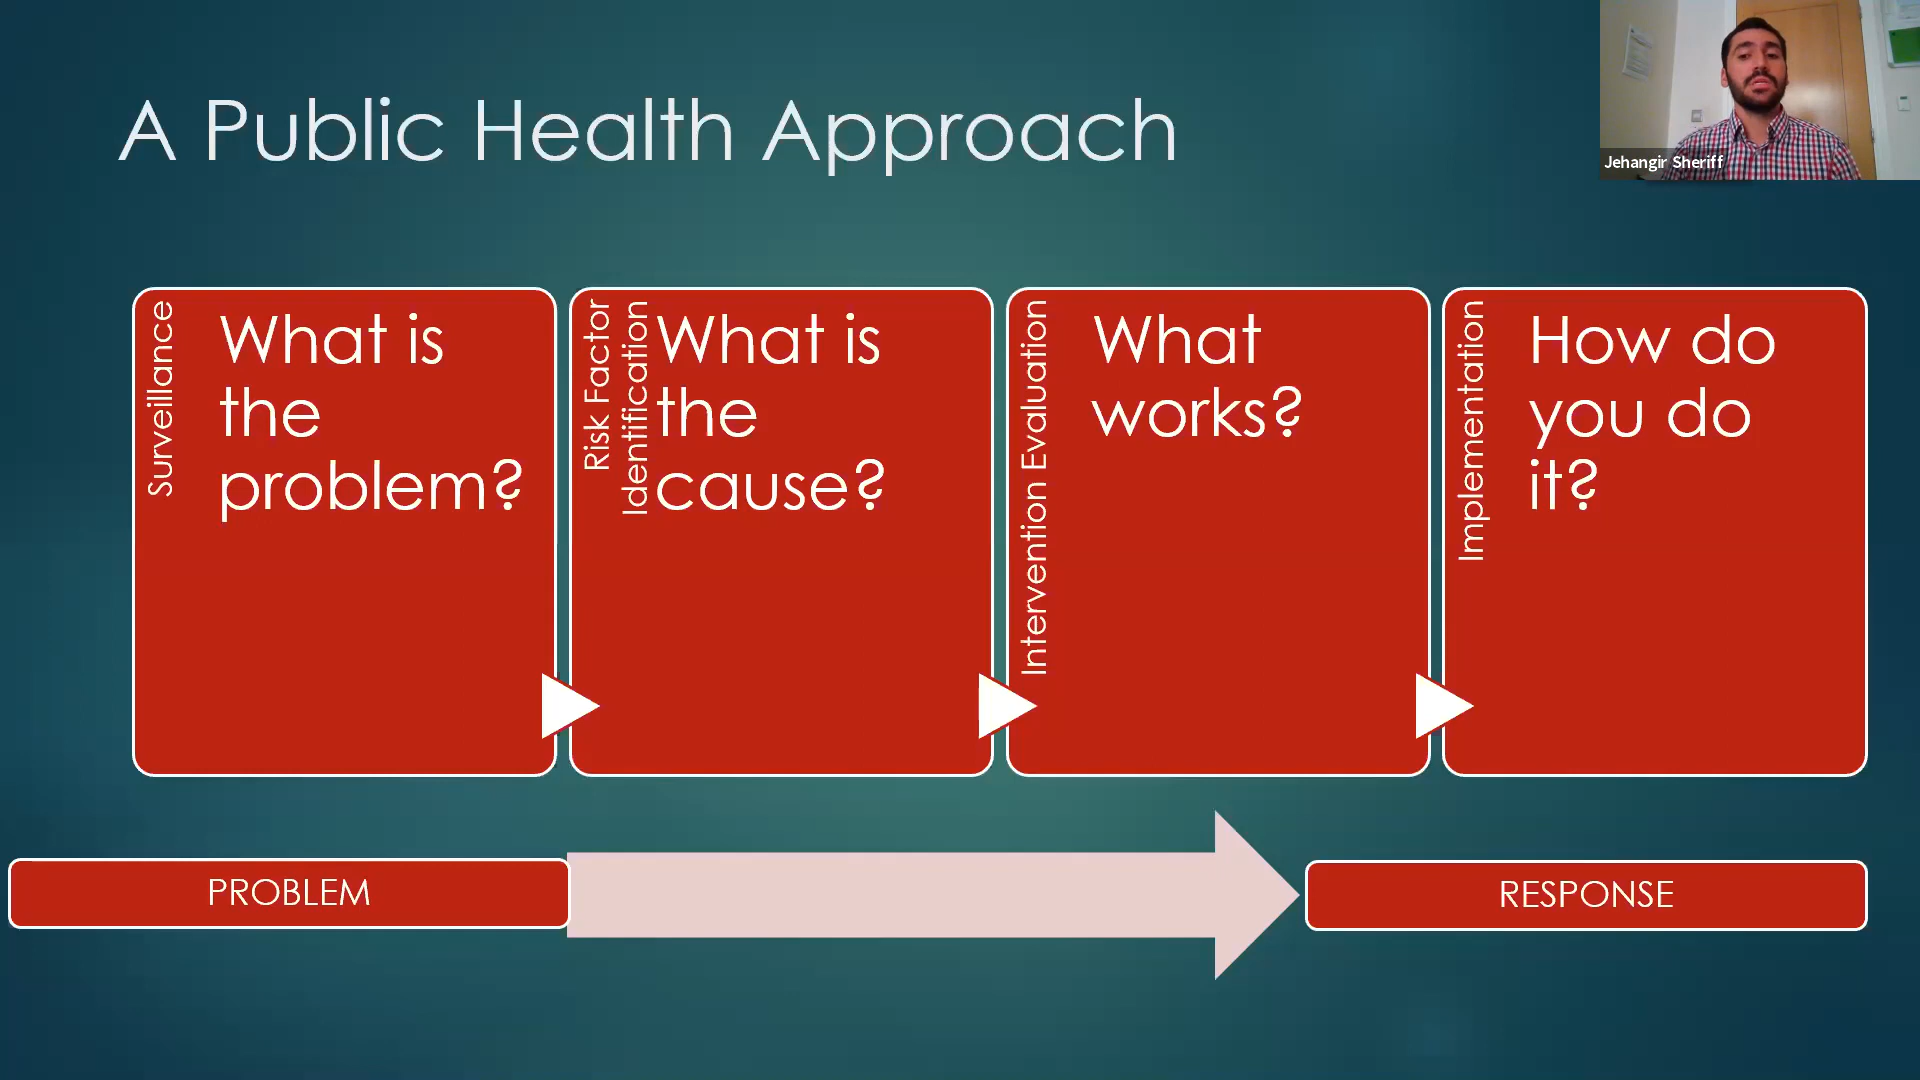 A Public Health Approach
Jehangir Sheriff
Surveillance
What is
the
problem?
Risk Factor
Identification
What is
the
cause?
Intervention Evaluation
What
works?
Implementation
How do
you do
it?
PROBLEM
RESPONSE